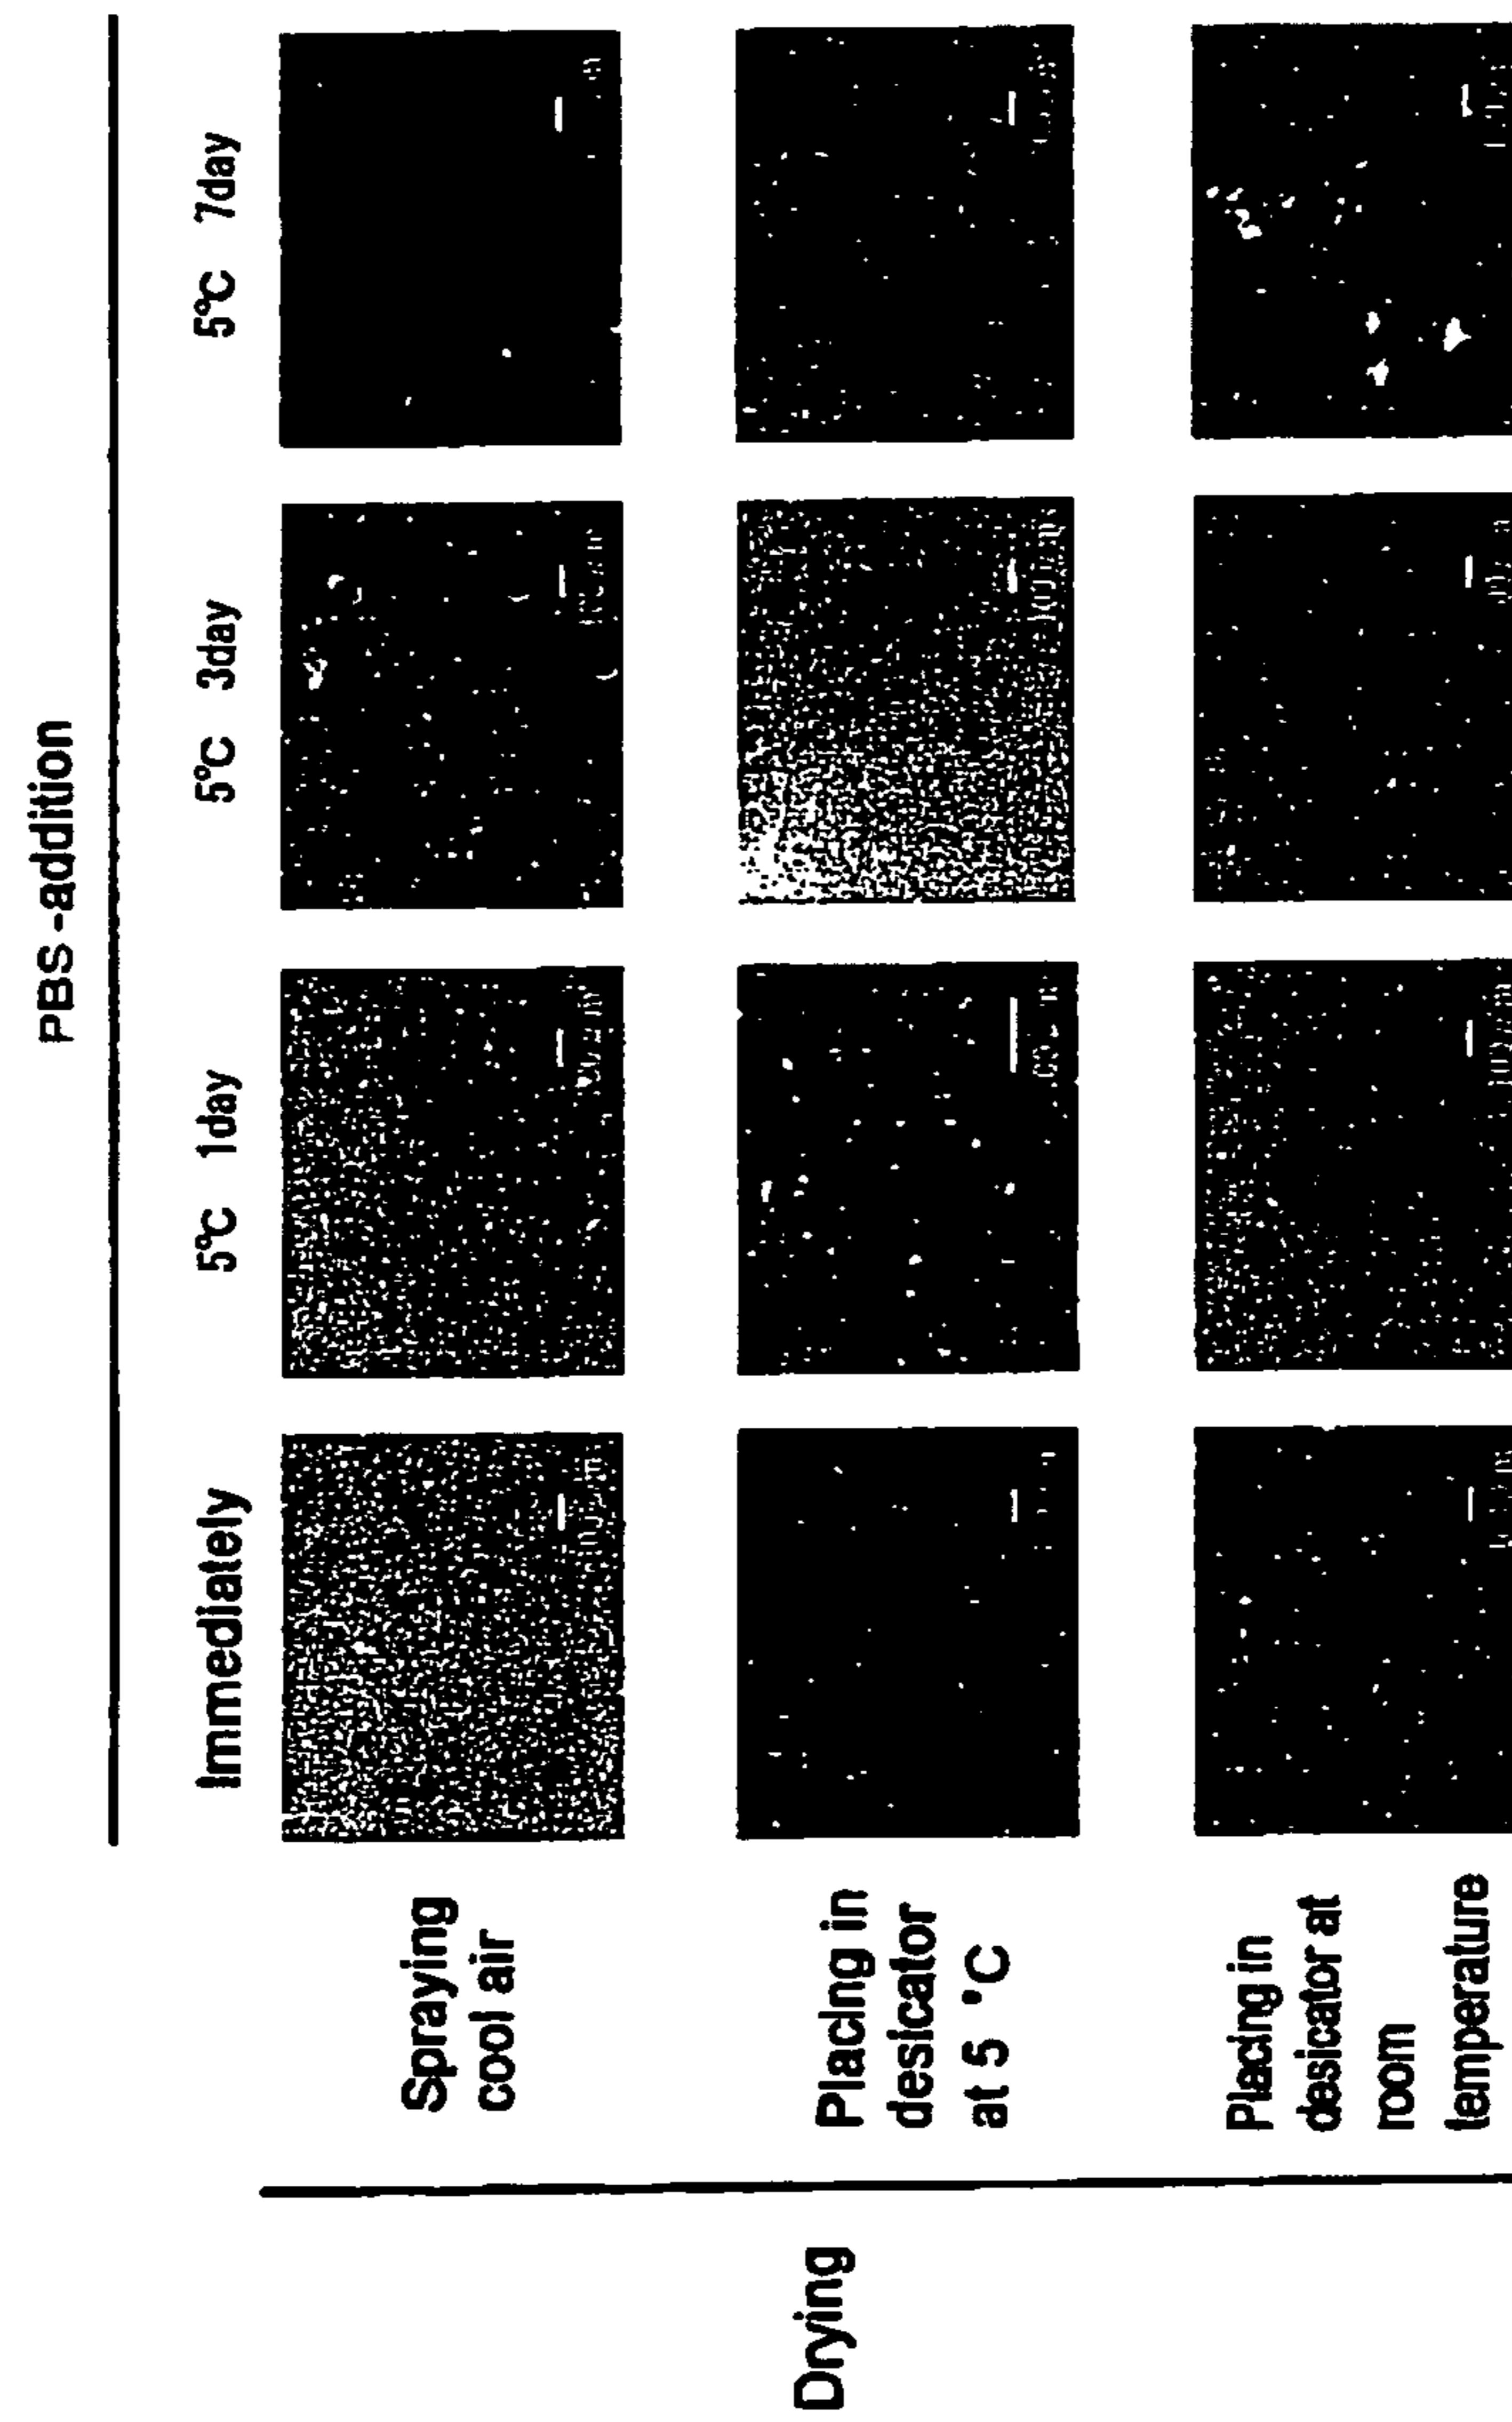 PBS-addition
Immediately
5℃ 1day
5℃ 3day
5℃ 7day
Drying
Spraying
cool air
Placing in
desicator
at 5 °C
Placing in
desicator at
room
temperature